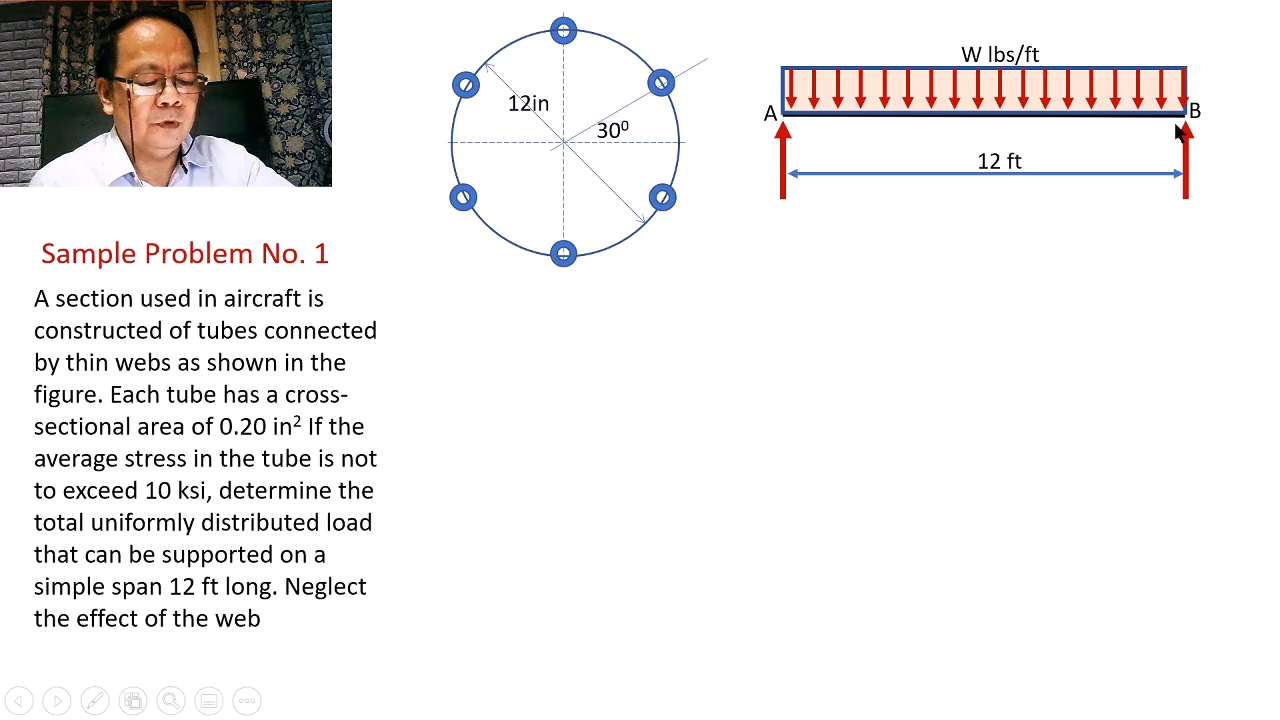 12in
30⁰
W lbs/ft
A
B
12 ft
Sample Problem No. 1
A section used in aircraft is
constructed of tubes connected
by thin webs as shown in the
figure. Each tube has a cross-
sectional area of 0.20 in² If the
average stress in the tube is not
to exceed 10 ksi, determine the
total uniformly distributed load
that can be supported on a
simple span 12 ft long. Neglect
the effect of the web